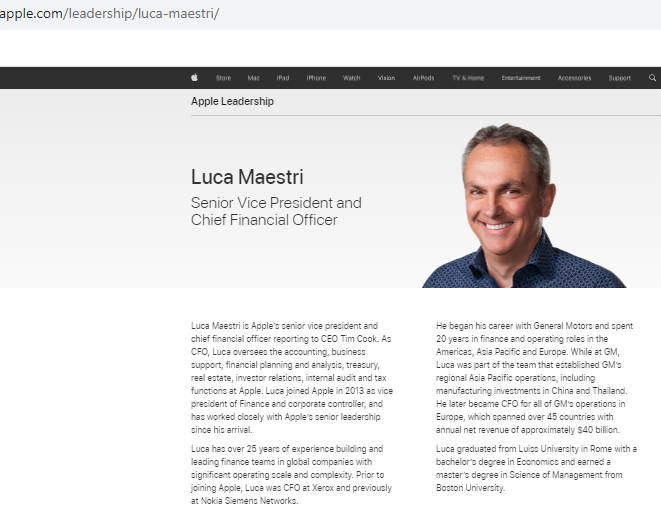 apple.com/leadership/luca-maestri/
Store Mac iPad iPhone Watch Vision AirPods TV & Home Entertainment Accessories Support
Apple Leadership
Luca Maestri
Senior Vice President and
Chief Financial Officer
Luca Maestri is Apple's senior vice president and
chief financial officer reporting to CEO Tim Cook. As
CFO, Luca oversees the accounting, business
support, financial planning and analysis, treasury,
real estate, investor relations, internal audit and tax
functions at Apple. Luca joined Apple in 2013 as vice
president of Finance and corporate controller, and
has worked closely with Apple's senior leadership
since his arrival.
Luca has over 25 years of experience building and
leading finance teams in global companies with
significant operating scale and complexity. Prior to
joining Apple, Luca was CFO at Xerox and previously
at Nokia Siemens Networks.
He began his career with General Motors and spent
20 years in finance and operating roles in the
Americas, Asia Pacific and Europe. While at GM,
Luca was part of the team that established GM's
regional Asia Pacific operations, including
manufacturing investments in China and Thailand.
He later became CFO for all of GM's operations in
Europe, which spanned over 45 countries with
annual net revenue of approximately $40 billion.
Luca graduated from Luiss University in Rome with a
bachelor's degree in Economics and earned a
master's degree in Science of Management from
Boston University.